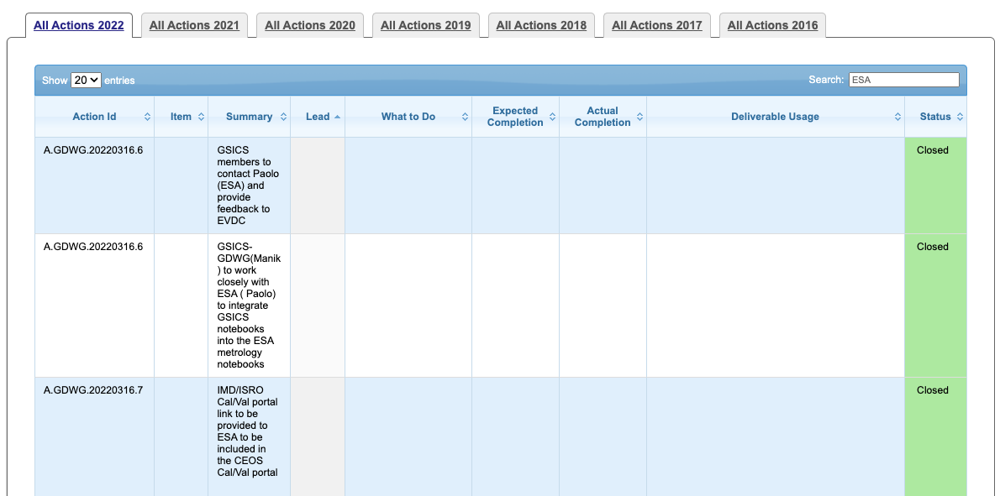 All Actions 2022 All Actions 2021 All Actions 2020 All Actions 2019 All Actions 2018 All Actions 2017 All Actions 2016
Show 20 entries Search: ESA
Action Id Item Summary Lead What to Do Expected Completion Actual Completion Deliverable Usage Status
A.GDWG.20220316.6 GSICS Closed
members to
contact Paolo
(ESA) and
provide
feedback to
EVDC
A.GDWG.20220316.6 GSICS- Closed
GDWG(Manik
) to work
closely with
ESA ( Paolo)
to integrate
GSICS
notebooks
into the ESA
metrology
notebooks
A.GDWG.20220316.7 IMD/ISRO Closed
Cal/Val portal
link to be
provided to
ESA to be
included in
the CEOS
Cal/Val portal